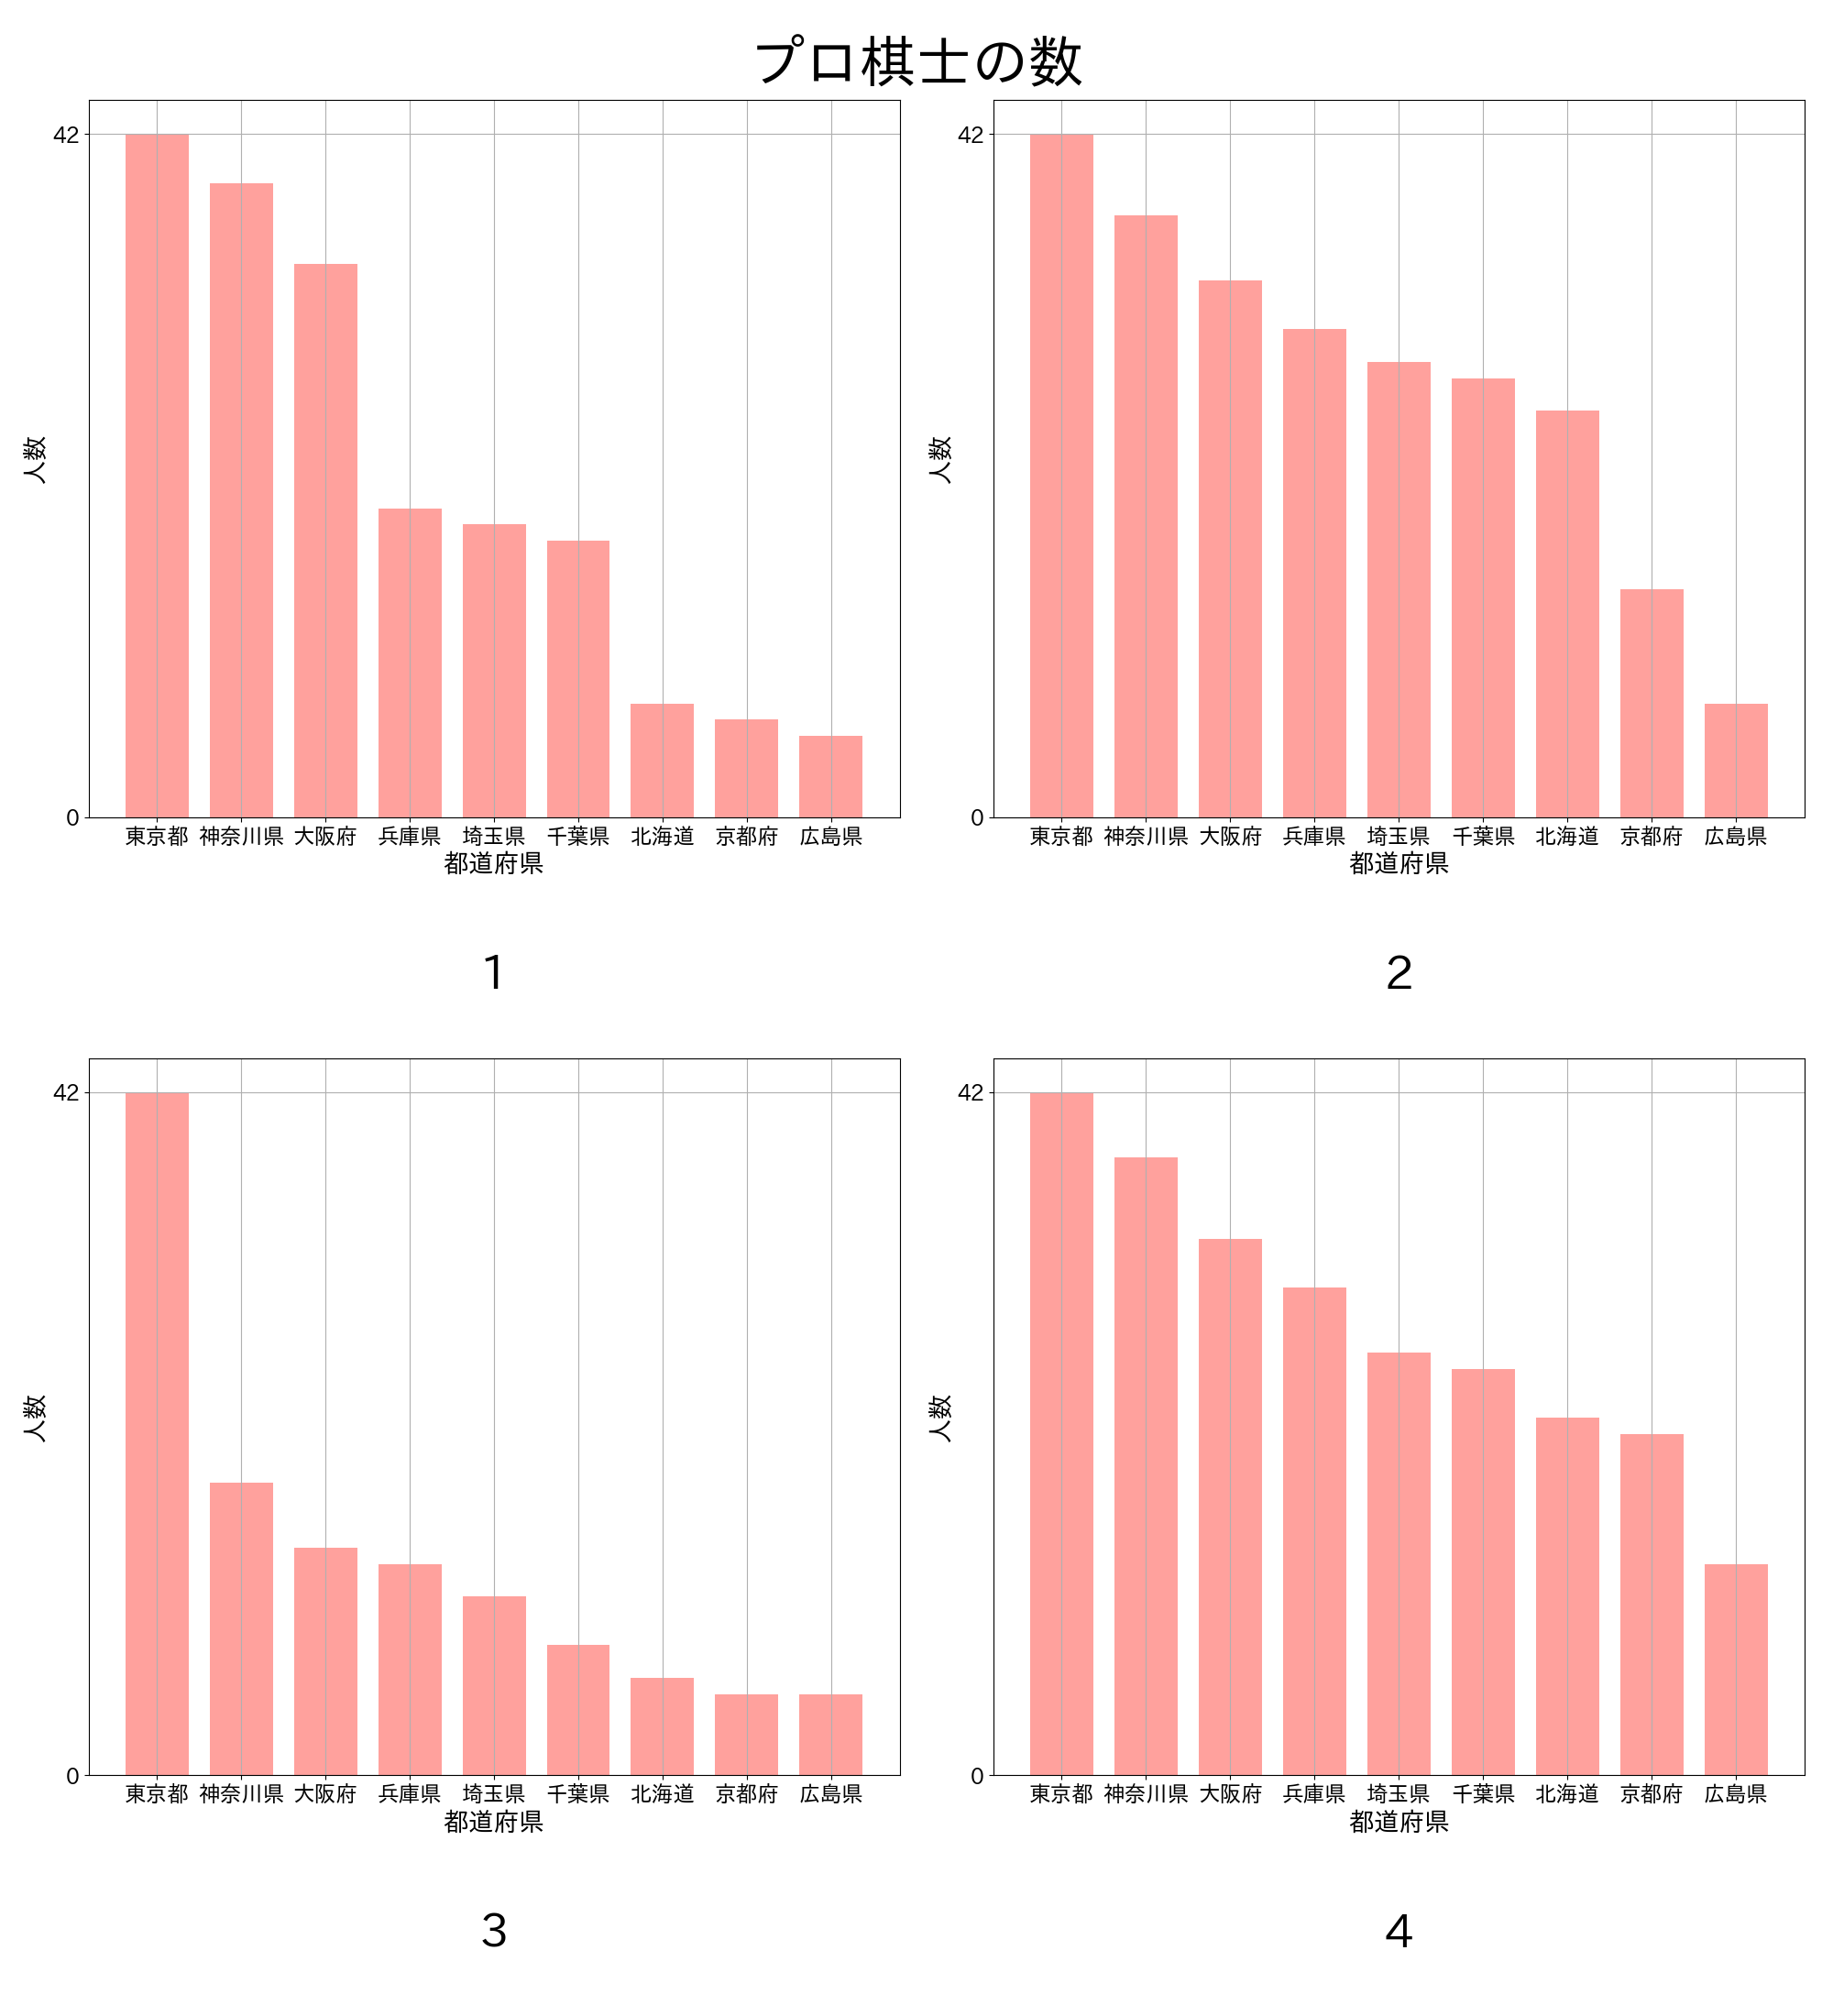 プロ棋士の数
42
0
人数
東京都 神奈川県 大阪府 兵庫県 埼玉県 千葉県 北海道 京都府 広島県
都道府県
1
42
0
人数
東京都 神奈川県 大阪府 兵庫県 埼玉県 千葉県 北海道 京都府 広島県
都道府県
2
42
0
人数
東京都 神奈川県 大阪府 兵庫県 埼玉県 千葉県 北海道 京都府 広島県
都道府県
3
42
0
人数
東京都 神奈川県 大阪府 兵庫県 埼玉県 千葉県 北海道 京都府 広島県
都道府県
4